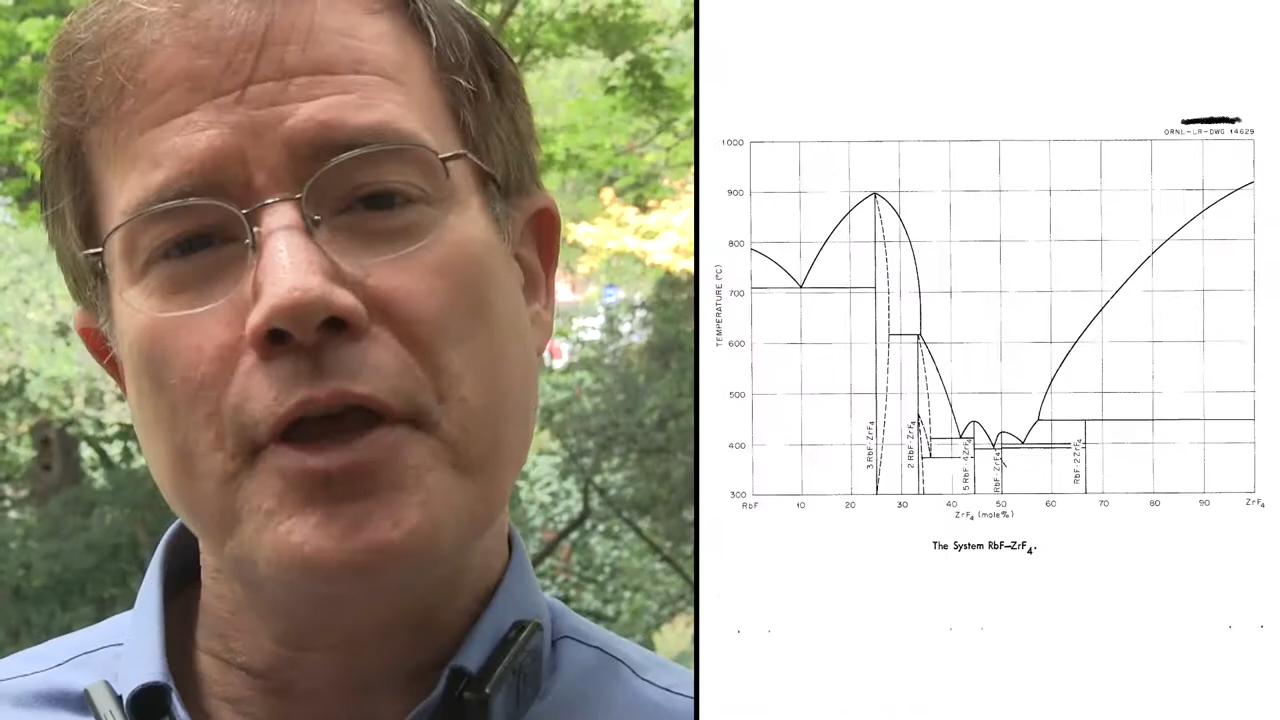 ORNL-LR-DWG 14629
1000
900
800
700
600
500
400
300
TEMPERATURE (°C)
3 RbF·ZrF4
2 RbF·ZrF4
5 RbF·4ZrF4
RbF·ZrF4
RbF·2ZrF4
RbF 10 20 30 40 50 60 70 80 90 ZrF4
ZrF4 (mole %)
The System RbF–ZrF4.